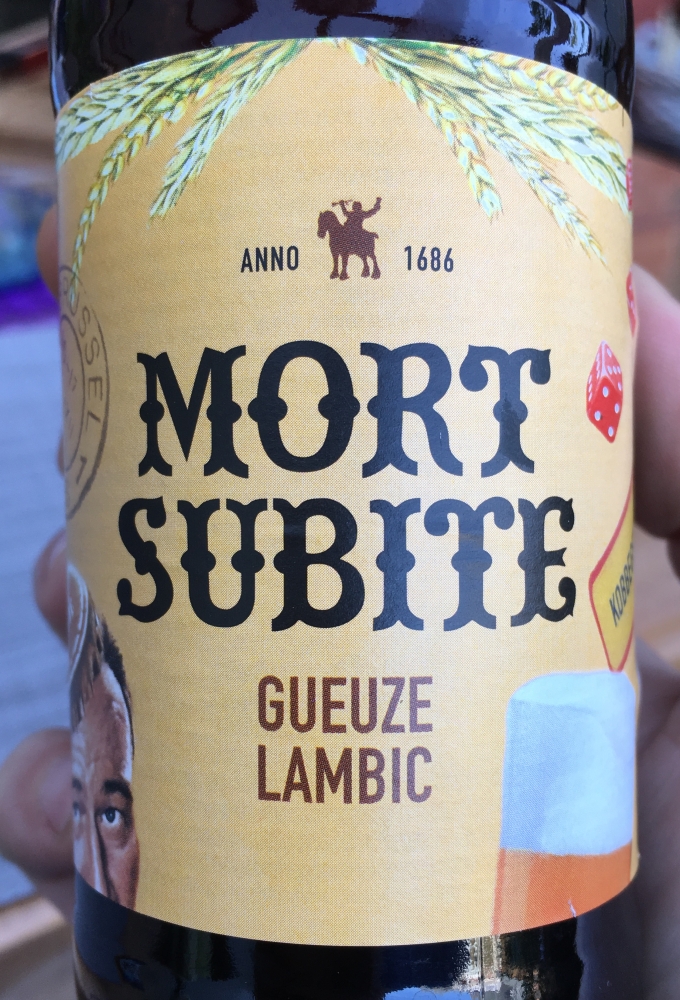 ANNO 1686
MORT
SUBITE
GUEUZE
LAMBIC